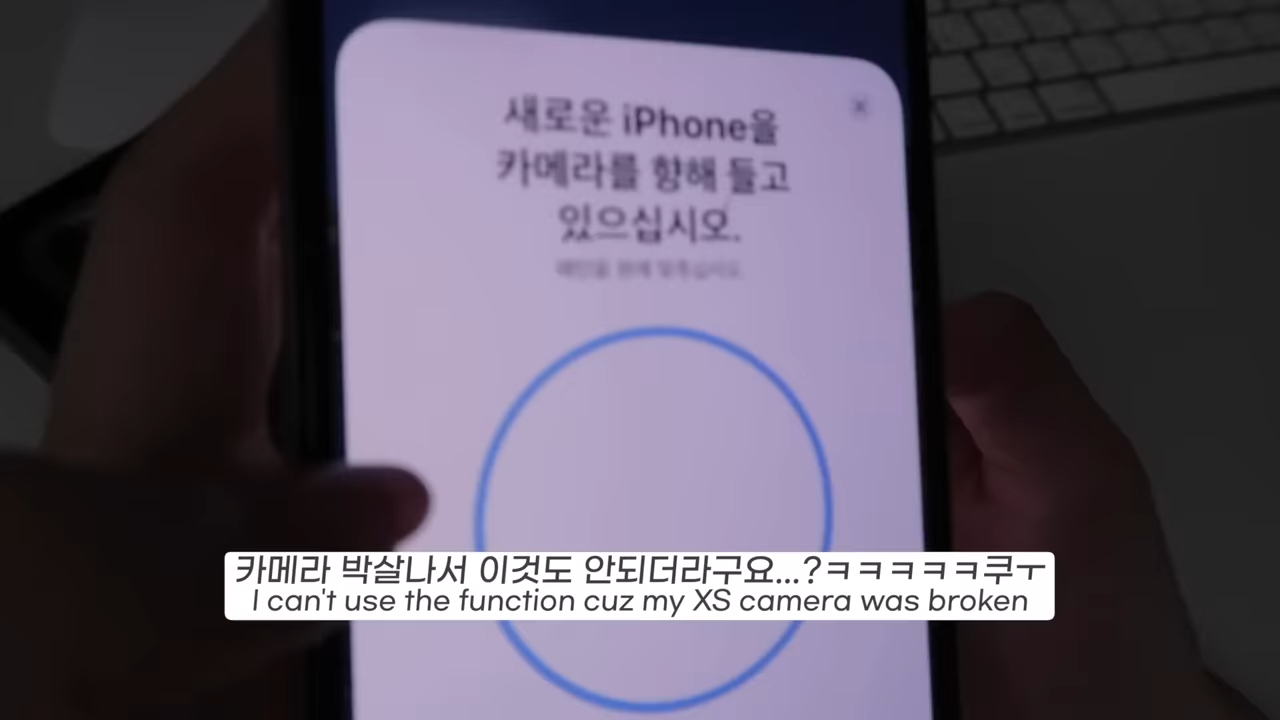 새로운 iPhone을
카메라를 향해 들고
있으십시오.
카메라 박살나서 이것도 안되더라구요...?ㅋㅋㅋㅋㅋ쿠ㅜ
I can't use the function cuz my XS camera was broken